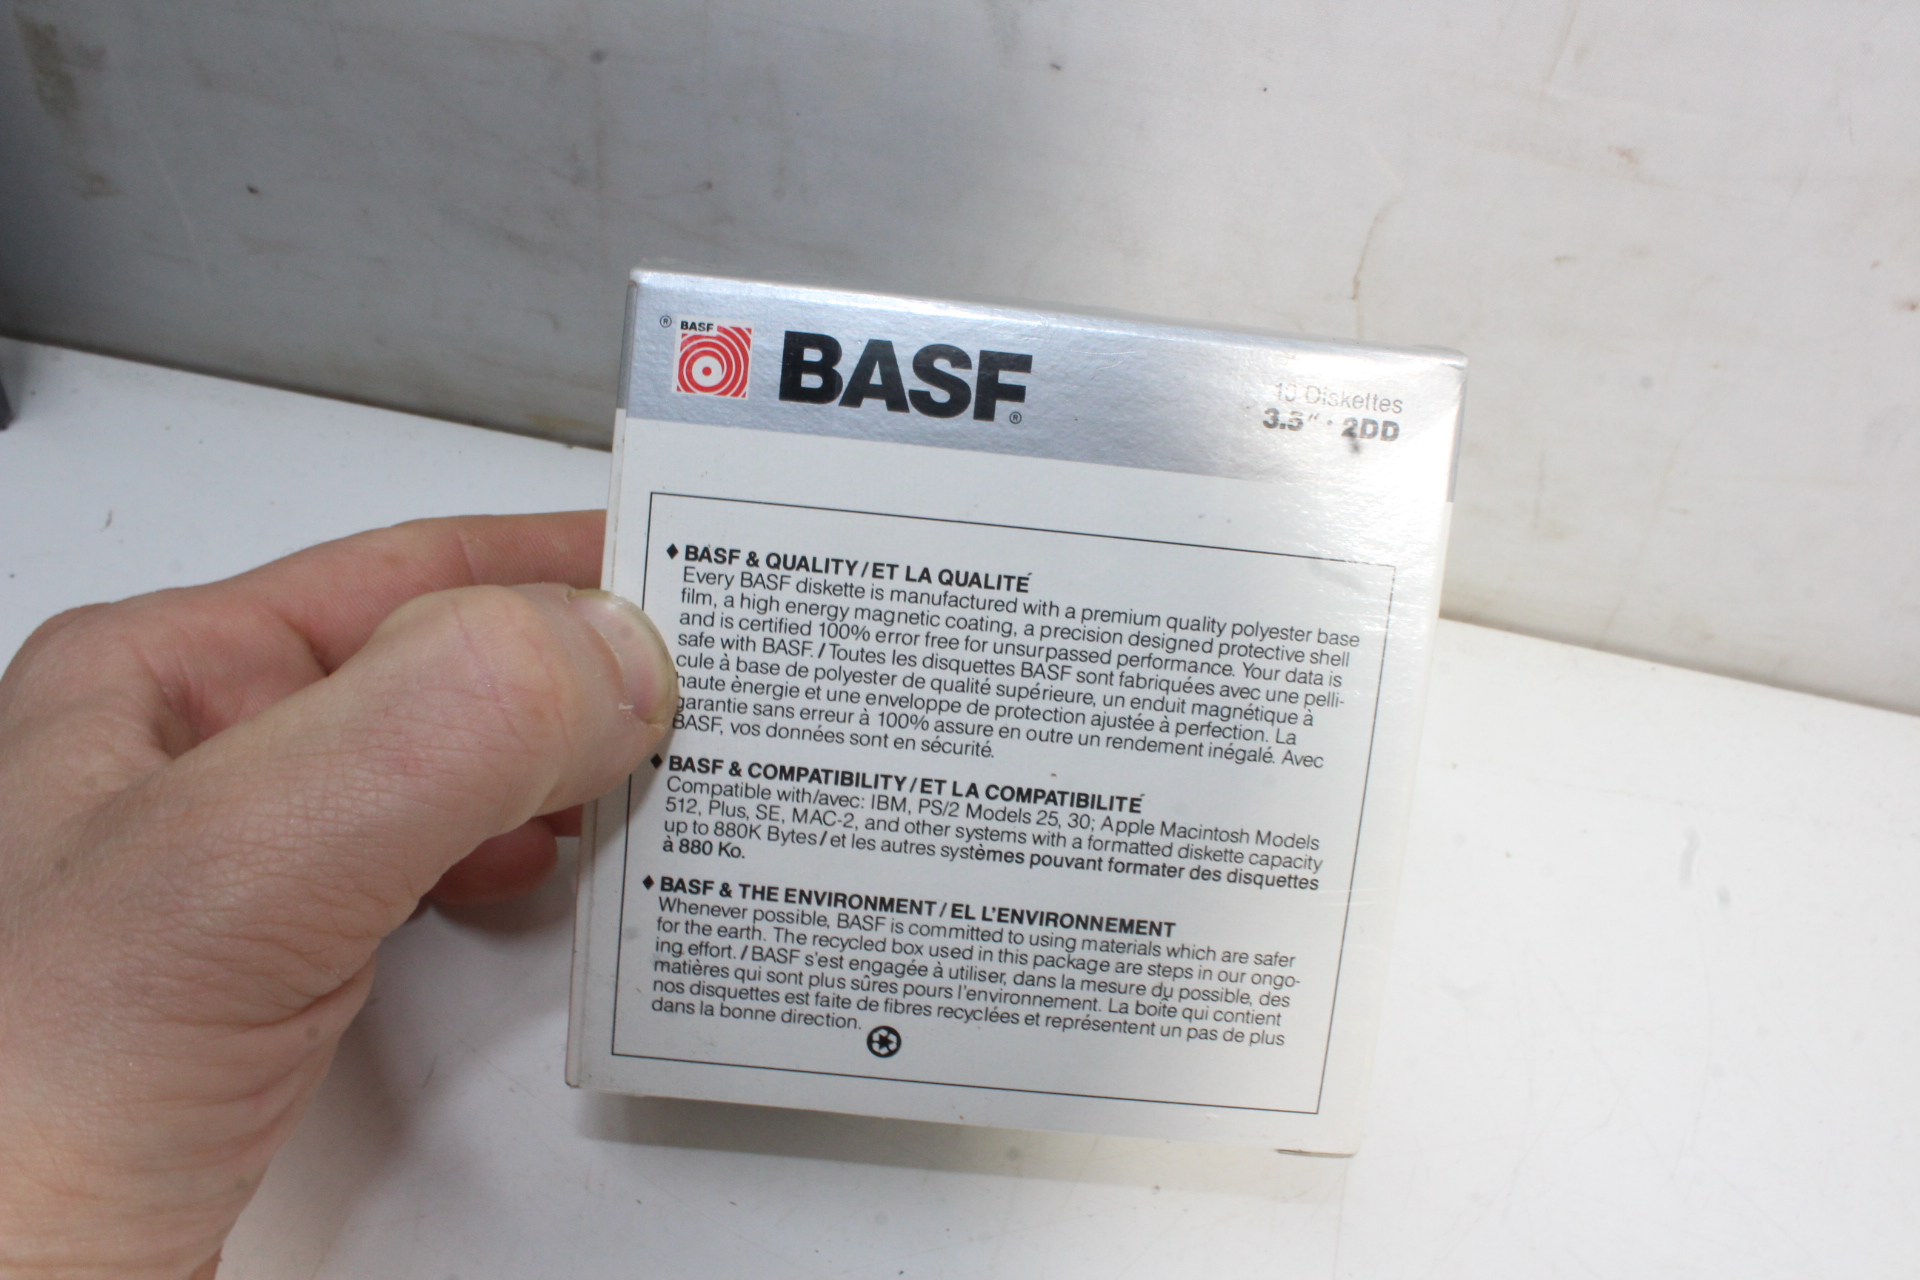 ® BASF
BASF®
10 Diskettes
3.5″ · 2DD
♦ BASF & QUALITY / ET LA QUALITÉ
Every BASF diskette is manufactured with a premium quality polyester base
film, a high energy magnetic coating, a precision designed protective shell
and is certified 100% error free for unsurpassed performance. Your data is
safe with BASF. / Toutes les disquettes BASF sont fabriquées avec une pelli-
cule à base de polyester de qualité supérieure, un enduit magnétique à
haute ènergie et une enveloppe de protection ajustée à perfection. La
garantie sans erreur à 100% assure en outre un rendement inégalé. Avec
BASF, vos données sont en sécurité.
♦ BASF & COMPATIBILITY / ET LA COMPATIBILITÉ
Compatible with/avec: IBM, PS/2 Models 25, 30; Apple Macintosh Models
512, Plus, SE, MAC-2, and other systems with a formatted diskette capacity
up to 880K Bytes / et les autres systèmes pouvant formater des disquettes
à 880 Ko.
♦ BASF & THE ENVIRONMENT / EL L'ENVIRONNEMENT
Whenever possible, BASF is committed to using materials which are safer
for the earth. The recycled box used in this package are steps in our ongo-
ing effort. / BASF s'est engagée à utiliser, dans la mesure du possible, des
matières qui sont plus sûres pours l'environnement. La boîte qui contient
nos disquettes est faite de fibres recyclées et représentent un pas de plus
dans la bonne direction.